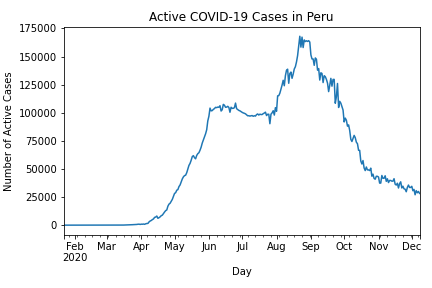 Active COVID-19 Cases in Peru
Number of Active Cases
175000
150000
125000
100000
75000
50000
25000
0
Feb Mar Apr May Jun Jul Aug Sep Oct Nov Dec
2020
Day